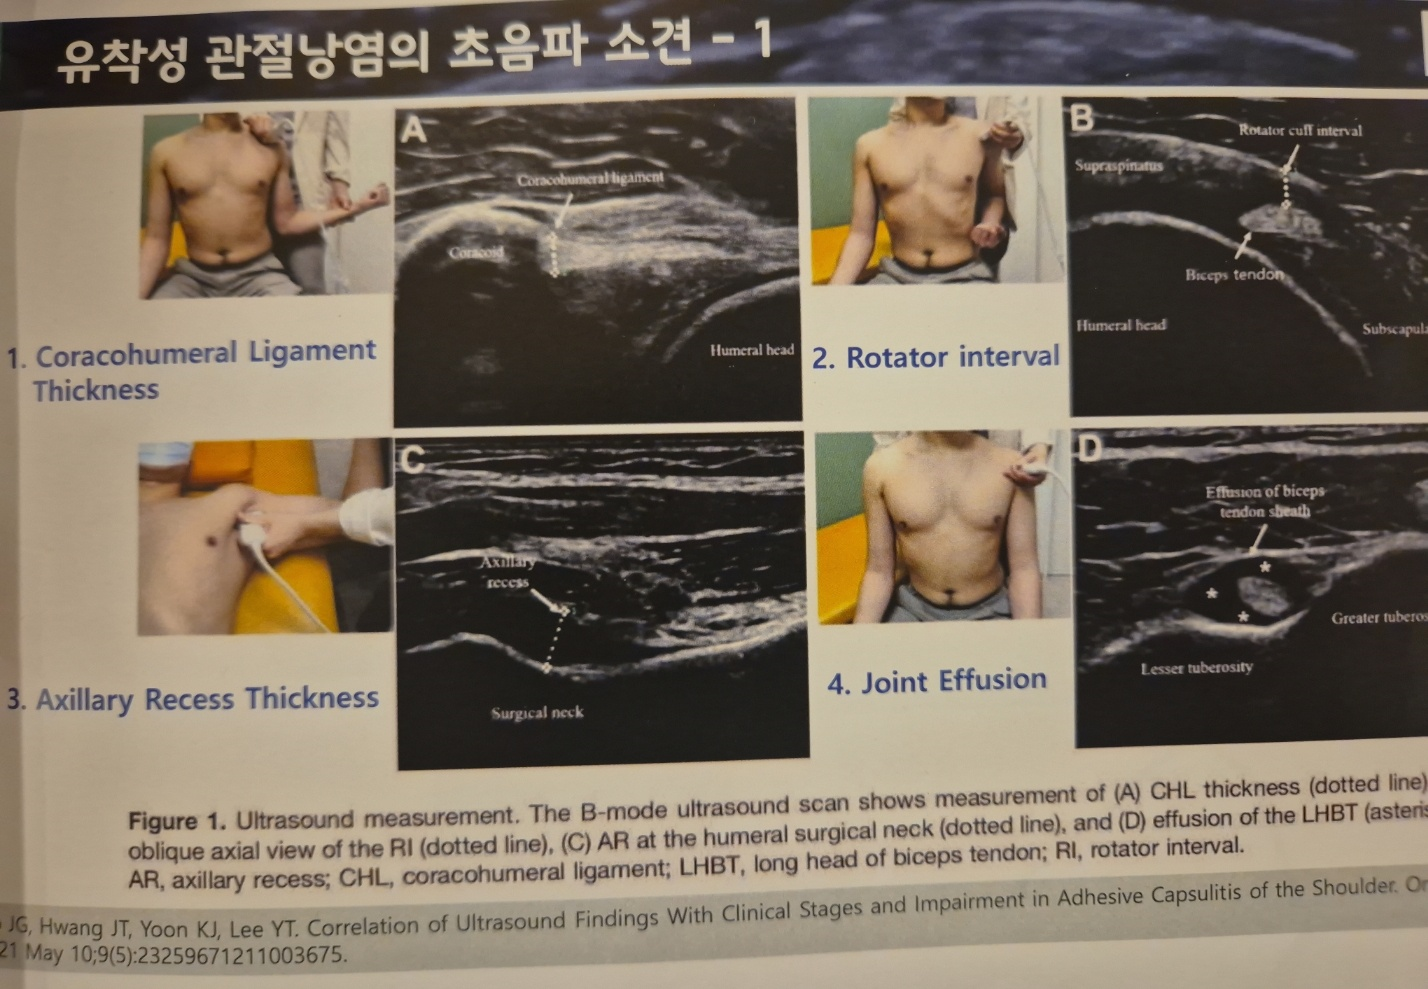 유착성 관절낭염의 초음파 소견 - 1
A
Coracohumeral ligament
Coracoid
Humeral head
1. Coracohumeral Ligament
Thickness
B
Rotator cuff interval
Supraspinatus
Biceps tendon
Humeral head
Subscapula
2. Rotator interval
C
Axillary
recess
Surgical neck
3. Axillary Recess Thickness
D
Effusion of biceps
tendon sheath
* * *
Greater tuberos
Lesser tuberosity
4. Joint Effusion
Figure 1. Ultrasound measurement. The B-mode ultrasound scan shows measurement of (A) CHL thickness (dotted line)
oblique axial view of the RI (dotted line), (C) AR at the humeral surgical neck (dotted line), and (D) effusion of the LHBT (asteris
AR, axillary recess; CHL, coracohumeral ligament; LHBT, long head of biceps tendon; RI, rotator interval.
JG, Hwang JT, Yoon KJ, Lee YT. Correlation of Ultrasound Findings With Clinical Stages and Impairment in Adhesive Capsulitis of the Shoulder. Or
21 May 10;9(5):23259671211003675.